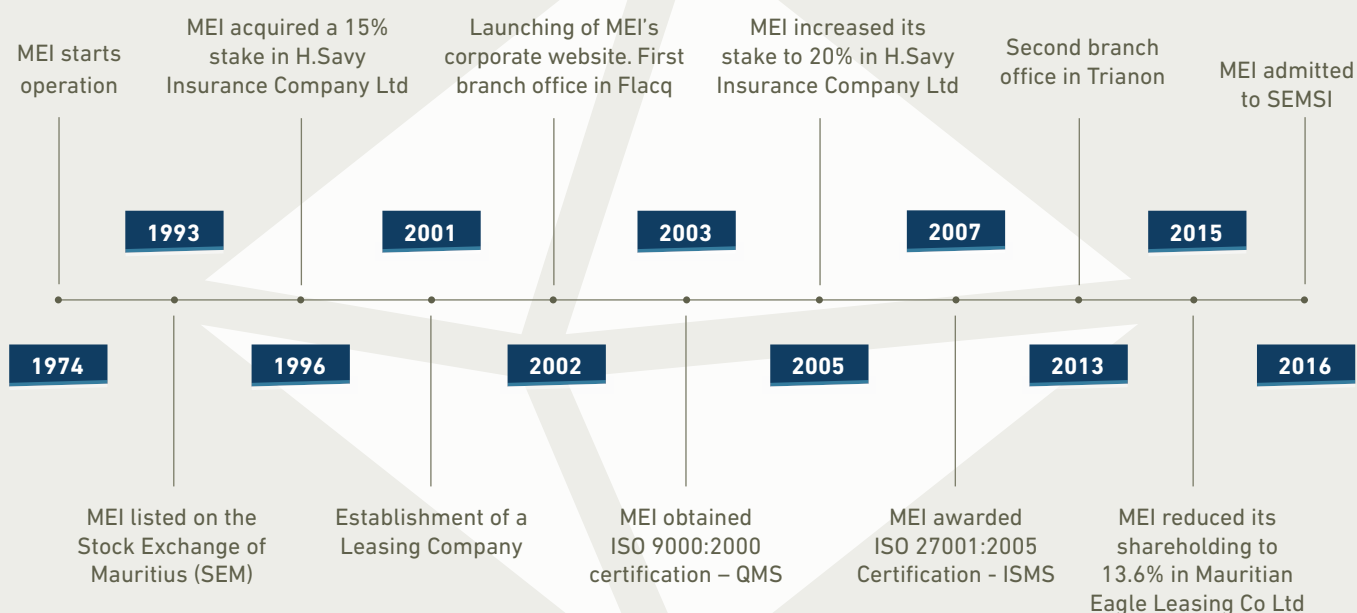 MEI starts
operation
MEI acquired a 15%
stake in H.Savy
Insurance Company Ltd
Launching of MEI’s
corporate website. First
branch office in Flacq
MEI increased its
stake to 20% in H.Savy
Insurance Company Ltd
Second branch
office in Trianon
MEI admitted
to SEMSI
1993
2001
2003
2007
2015
1974
1996
2002
2005
2013
2016
MEI listed on the
Stock Exchange of
Mauritius (SEM)
Establishment of a
Leasing Company
MEI obtained
ISO 9000:2000
certification – QMS
MEI awarded
ISO 27001:2005
Certification - ISMS
MEI reduced its
shareholding to
13.6% in Mauritian
Eagle Leasing Co Ltd